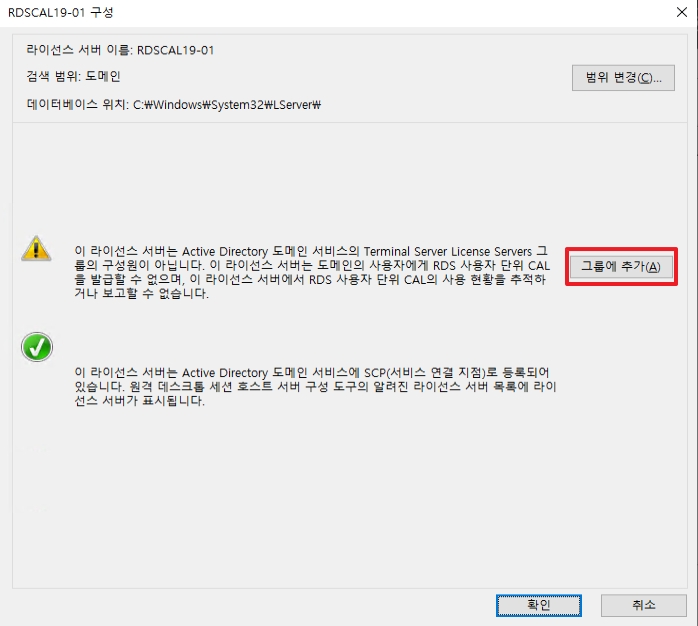 RDSCAL19-01 구성
라이선스 서버 이름: RDSCAL19-01
검색 범위: 도메인
범위 변경(C)...
데이터베이스 위치: C:₩Windows₩System32₩LServer₩
이 라이선스 서버는 Active Directory 도메인 서비스의 Terminal Server License Servers 그
룹의 구성원이 아닙니다. 이 라이선스 서버는 도메인의 사용자에게 RDS 사용자 단위 CAL
을 발급할 수 없으며, 이 라이선스 서버에서 RDS 사용자 단위 CAL의 사용 현황을 추적하
거나 보고할 수 없습니다.
그룹에 추가(A)
이 라이선스 서버는 Active Directory 도메인 서비스에 SCP(서비스 연결 지점)로 등록되어
있습니다. 원격 데스크톱 세션 호스트 서버 구성 도구의 알려진 라이선스 서버 목록에 라이
선스 서버가 표시됩니다.
확인
취소